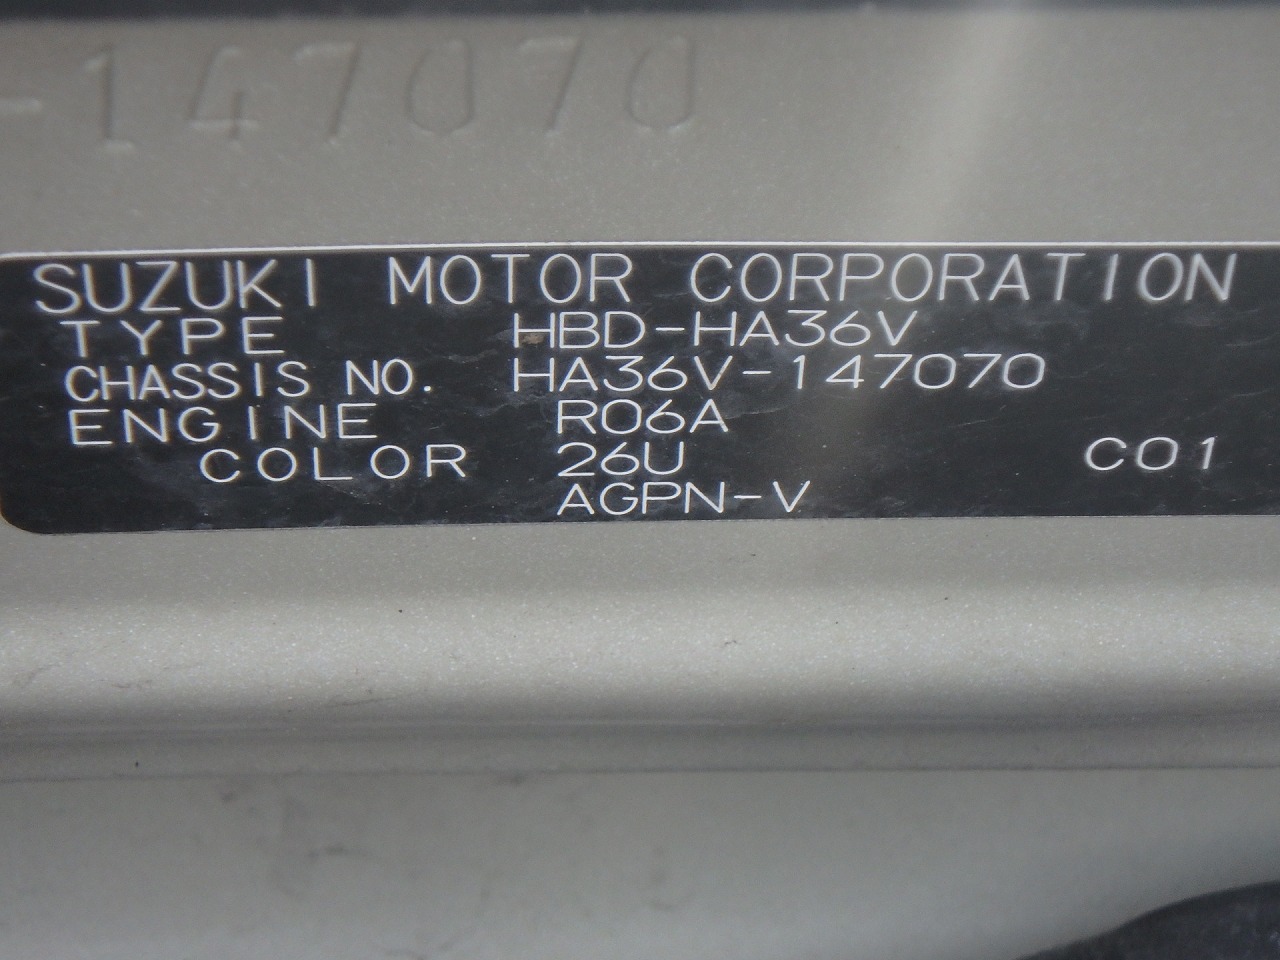 -147070
SUZUKI MOTOR CORPORATION
TYPE HBD-HA36V
CHASSIS NO. HA36V-147070
ENGINE R06A
COLOR 26U C01
AGPN-V